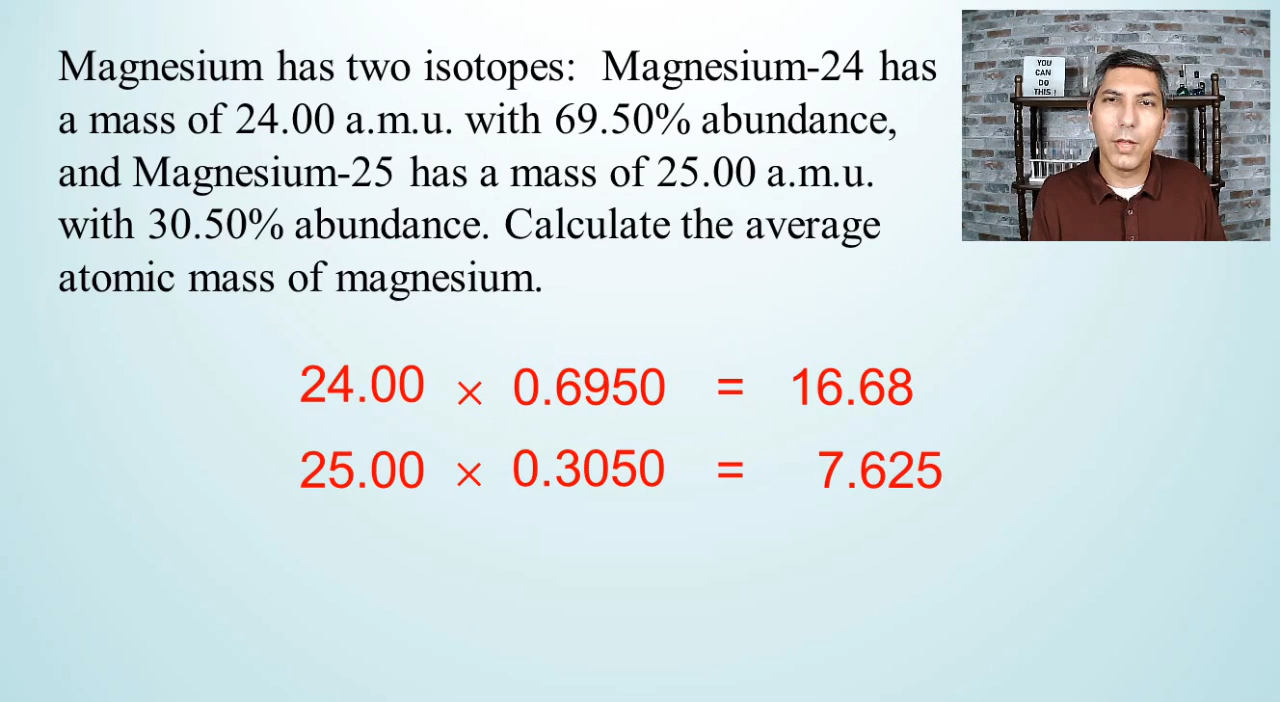 Magnesium has two isotopes:  Magnesium-24 has
a mass of 24.00 a.m.u. with 69.50% abundance,
and Magnesium-25 has a mass of 25.00 a.m.u.
with 30.50% abundance. Calculate the average
atomic mass of magnesium.
YOU
CAN
DO
THIS!
24.00 × 0.6950 = 16.68
25.00 × 0.3050 = 7.625